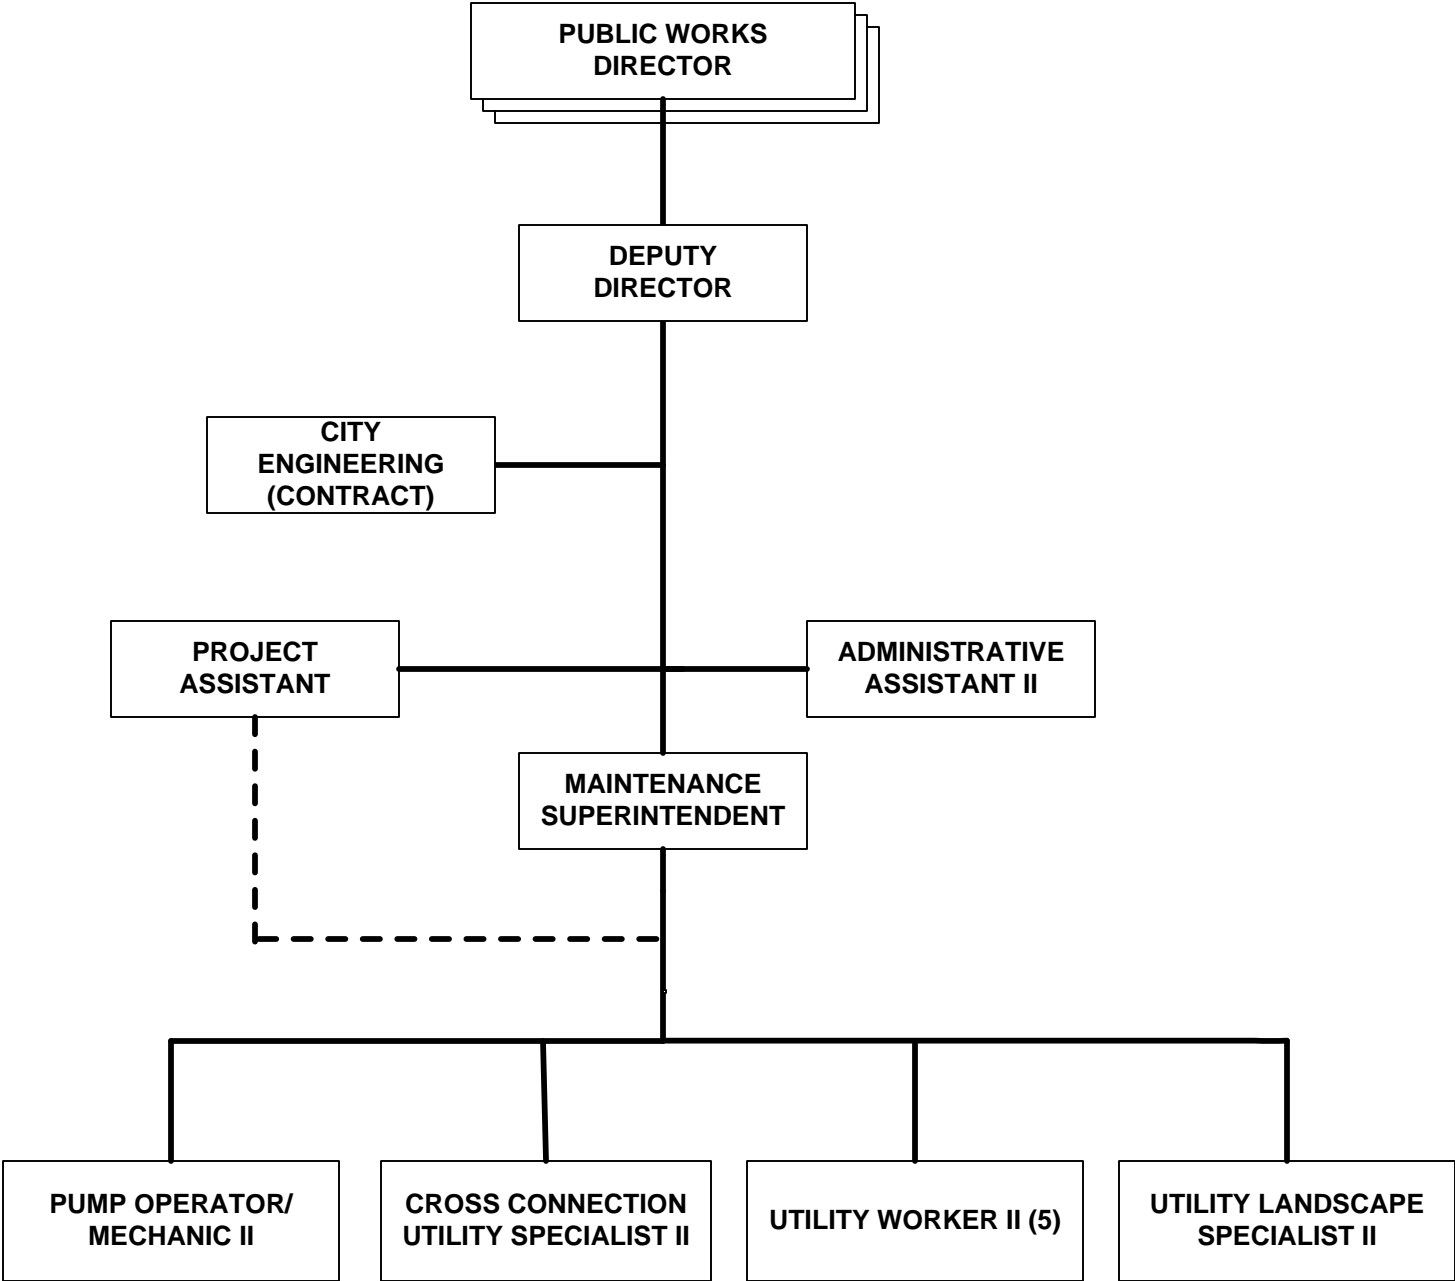 PUBLIC WORKS
DIRECTOR
DEPUTY
DIRECTOR
CITY
ENGINEERING
(CONTRACT)
PROJECT
ASSISTANT
ADMINISTRATIVE
ASSISTANT II
MAINTENANCE
SUPERINTENDENT
PUMP OPERATOR/
MECHANIC II
CROSS CONNECTION
UTILITY SPECIALIST II
UTILITY WORKER II (5)
UTILITY LANDSCAPE
SPECIALIST II